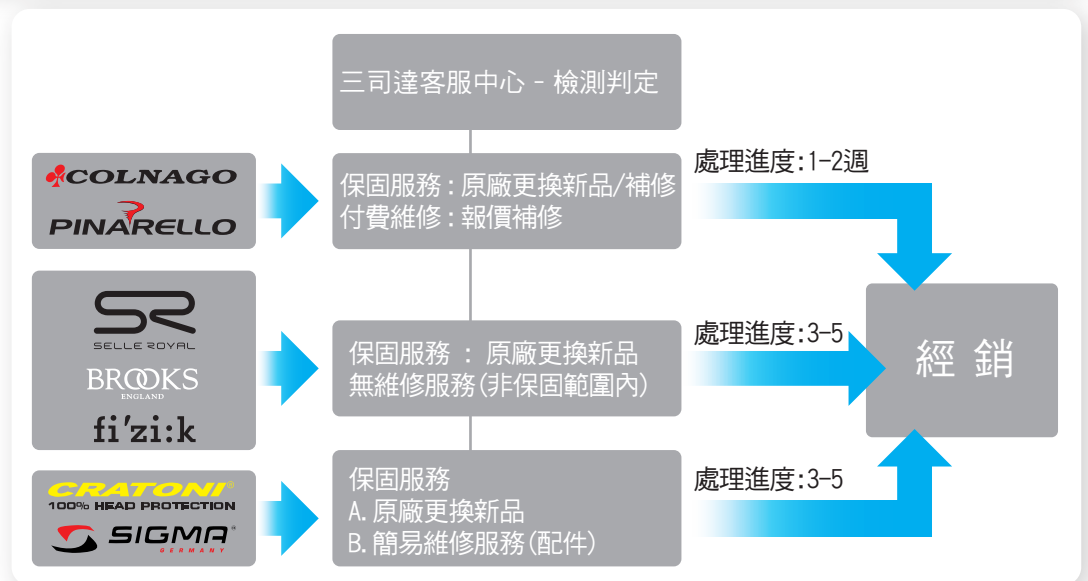 三司達客服中心 - 檢測判定
COLNAGO
PINARELLO
保固服務：原廠更換新品/補修
付費維修：報價補修
處理進度:1-2週
SR
SELLE ROYAL
BROOKS
ENGLAND
fi'zi:k
保固服務 : 原廠更換新品
無維修服務(非保固範圍內)
處理進度:3-5
經 銷
CRATONI®
100% HEAD PROTECTION
SIGMA®
GERMANY
保固服務
A.原廠更換新品
B.簡易維修服務(配件)
處理進度:3-5